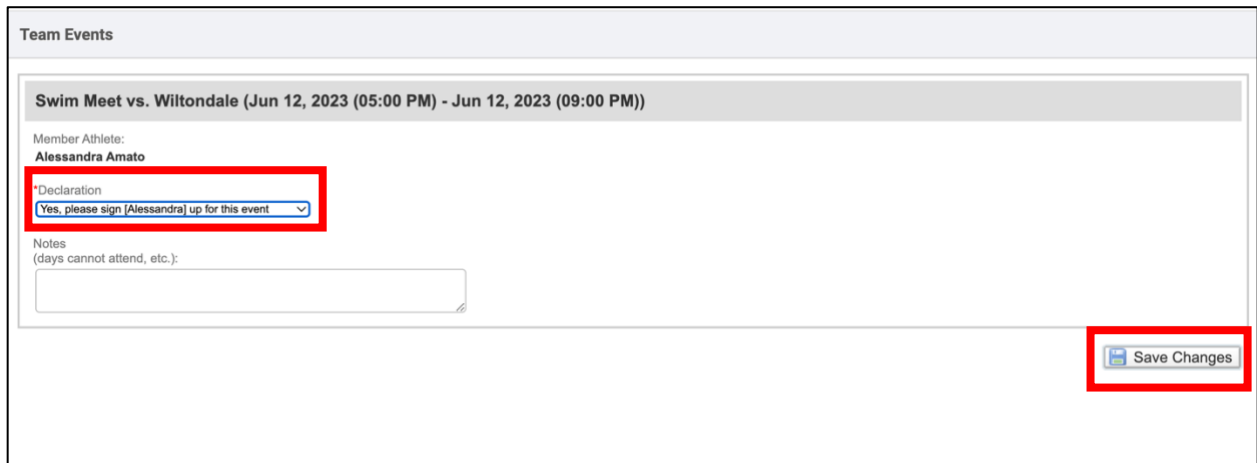 Team Events
Swim Meet vs. Wiltondale (Jun 12, 2023 (05:00 PM) - Jun 12, 2023 (09:00 PM))
Member Athlete:
Alessandra Amato
*Declaration
Yes, please sign [Alessandra] up for this event
Notes
(days cannot attend, etc.):
Save Changes